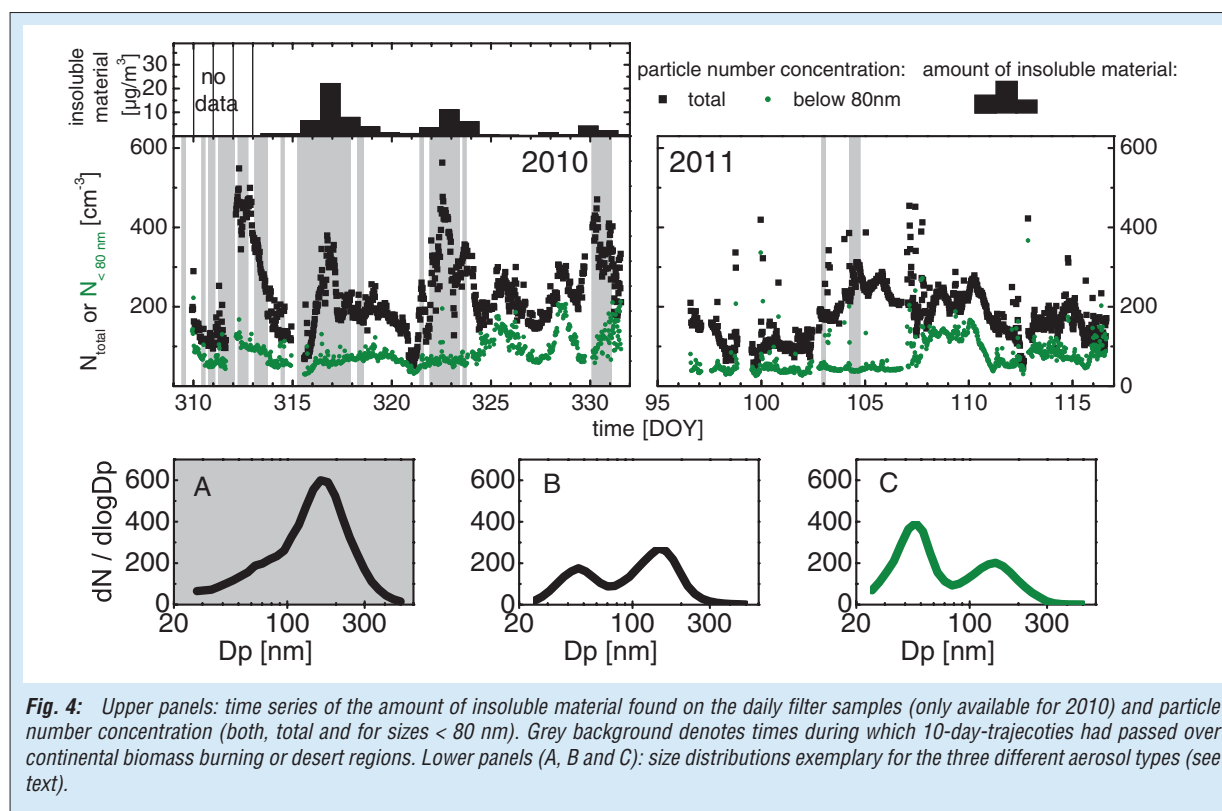 insoluble
material
[µg/m³]
30
20
10
no
data
particle number concentration:
total
below 80nm
amount of insoluble material:
N total or N < 80 nm [cm-3]
600
400
200
0
2010
2011
600
400
200
0
310 315 320 325 330 95 100 105 110 115
time [DOY]
dN / dlogDp
600
400
200
0
A
20 100 300
Dp [nm]
600
400
200
0
B
20 100 300
Dp [nm]
600
400
200
0
C
20 100 300
Dp [nm]
Fig. 4: Upper panels: time series of the amount of insoluble material found on the daily filter samples (only available for 2010) and particle
number concentration (both, total and for sizes < 80 nm). Grey background denotes times during which 10-day-trajecoties had passed over
continental biomass burning or desert regions. Lower panels (A, B and C): size distributions exemplary for the three different aerosol types (see
text).